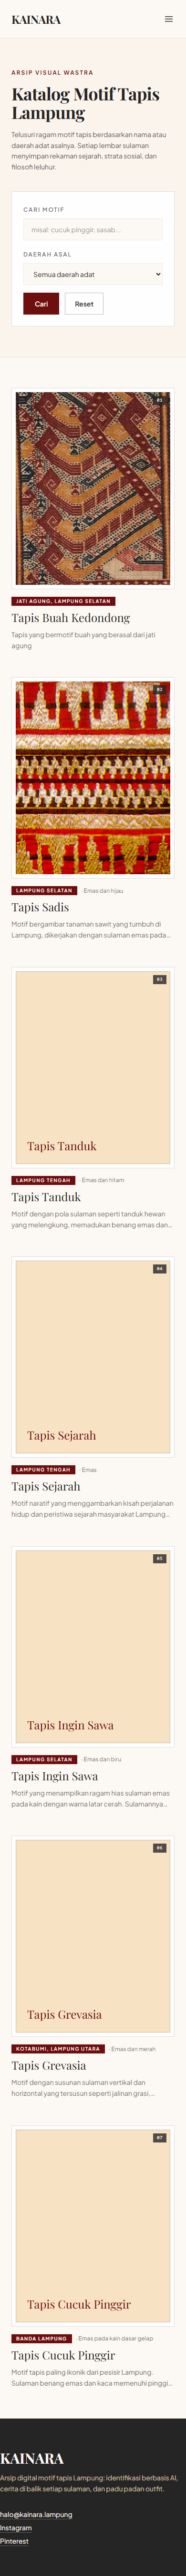 KAINARA
ARSIP VISUAL WASTRA
Katalog Motif Tapis
Lampung
Telusuri ragam motif tapis berdasarkan nama atau
daerah adat asalnya. Setiap lembar sulaman
menyimpan rekaman sejarah, strata sosial, dan
filosofi leluhur.
CARI MOTIF
misal: cucuk pinggir, sasab...
DAERAH ASAL
Semua daerah adat
Cari
Reset
01
JATI AGUNG, LAMPUNG SELATAN
Tapis Buah Kedondong
Tapis yang bermotif buah yang berasal dari jati
agung
02
LAMPUNG SELATAN · Emas dan hijau
Tapis Sadis
Motif bergambar tanaman sawit yang tumbuh di
Lampung, dikerjakan dengan sulaman emas pada...
03
Tapis Tanduk
LAMPUNG TENGAH · Emas dan hitam
Tapis Tanduk
Motif dengan pola sulaman seperti tanduk hewan
yang melengkung, memadukan benang emas dan...
04
Tapis Sejarah
LAMPUNG TENGAH · Emas
Tapis Sejarah
Motif naratif yang menggambarkan kisah perjalanan
hidup dan peristiwa sejarah masyarakat Lampung...
05
Tapis Ingin Sawa
LAMPUNG SELATAN · Emas dan biru
Tapis Ingin Sawa
Motif yang menampilkan ragam hias sulaman emas
pada kain dengan warna latar cerah. Sulamannya...
06
Tapis Grevasia
KOTABUMI, LAMPUNG UTARA · Emas dan merah
Tapis Grevasia
Motif dengan susunan sulaman vertikal dan
horizontal yang tersusun seperti jalinan grasi,...
07
Tapis Cucuk Pinggir
BANDA LAMPUNG · Emas pada kain dasar gelap
Tapis Cucuk Pinggir
Motif tapis paling ikonik dari pesisir Lampung.
Sulaman benang emas dan kaca memenuhi pinggi...
KAINARA
Arsip digital motif tapis Lampung: identifikasi berbasis AI,
cerita di balik setiap sulaman, dan padu padan outfit.
halo@kainara.lampung
Instagram
Pinterest